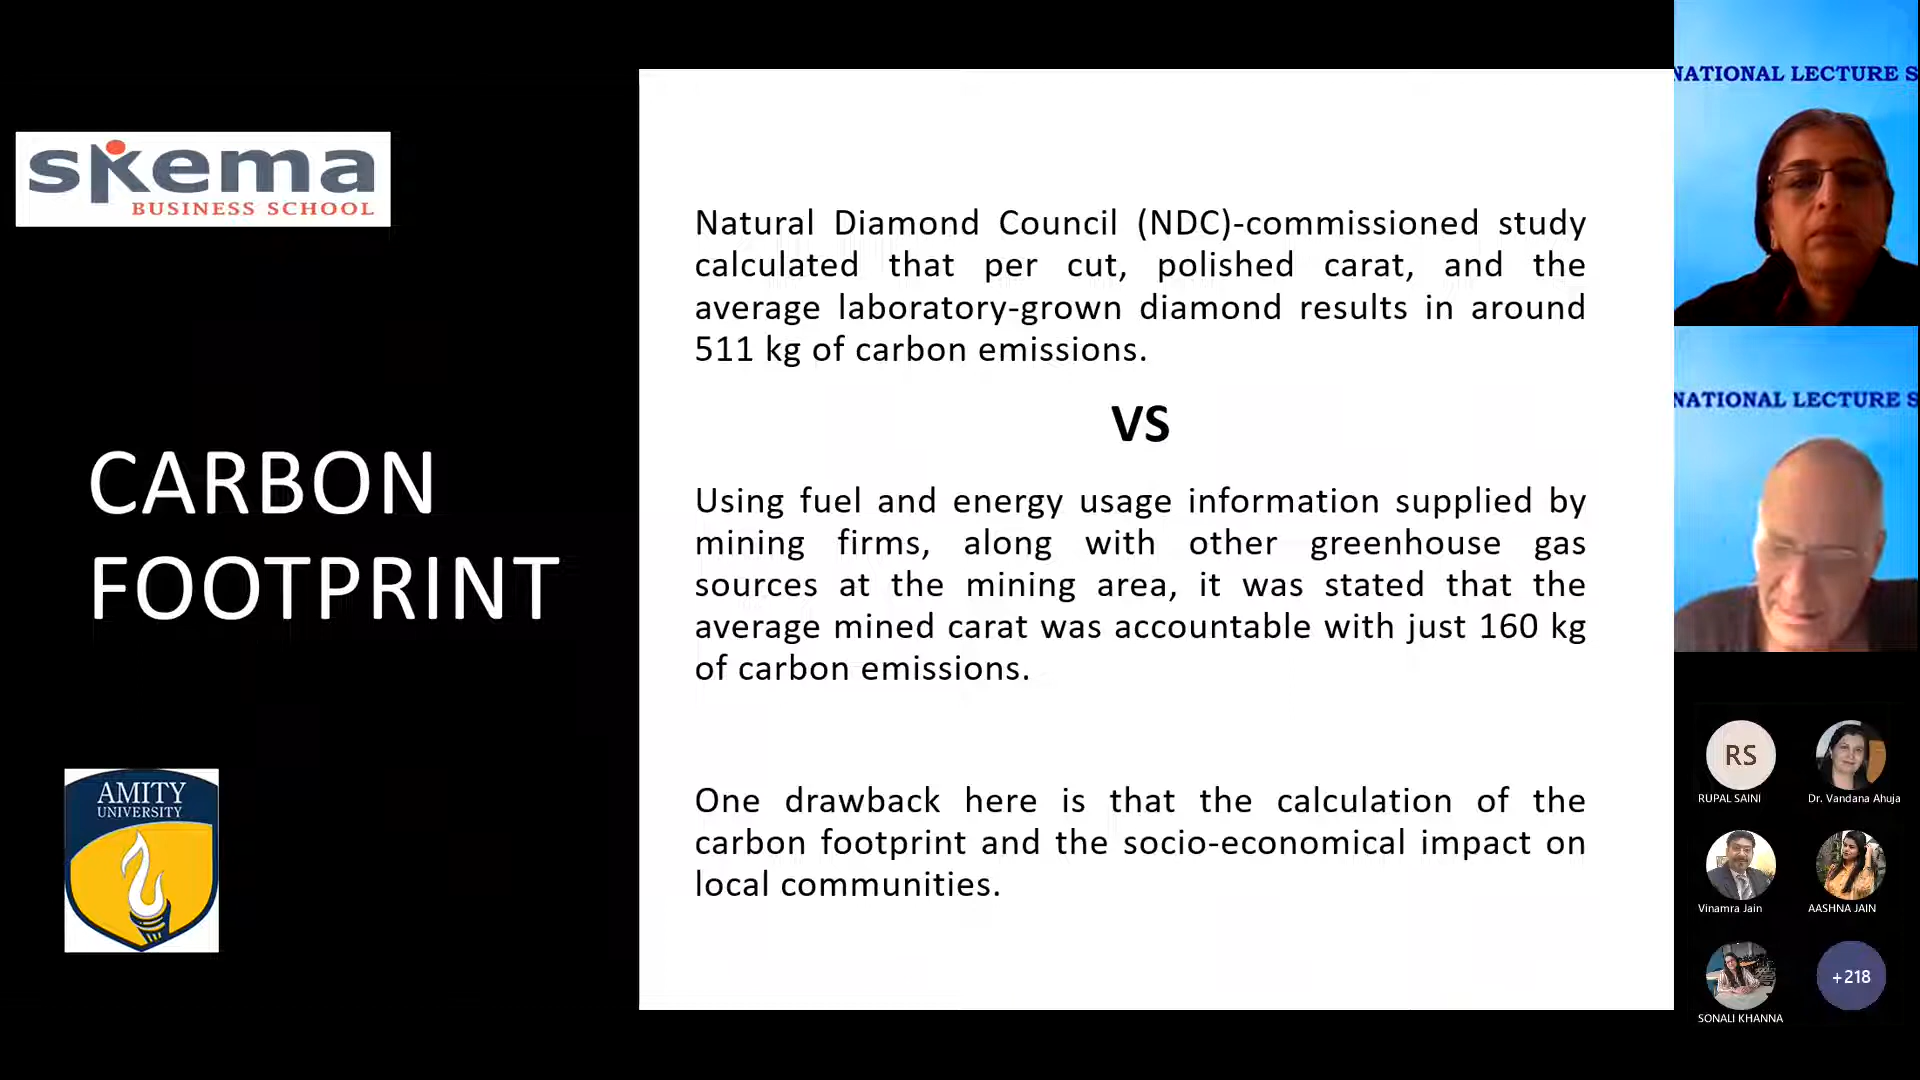 skema
BUSINESS SCHOOL
CARBON
FOOTPRINT
AMITY
UNIVERSITY
Natural Diamond Council (NDC)-commissioned study
calculated that per cut, polished carat, and the
average laboratory-grown diamond results in around
511 kg of carbon emissions.
VS
Using fuel and energy usage information supplied by
mining firms, along with other greenhouse gas
sources at the mining area, it was stated that the
average mined carat was accountable with just 160 kg
of carbon emissions.
One drawback here is that the calculation of the
carbon footprint and the socio-economical impact on
local communities.
NATIONAL LECTURE S
NATIONAL LECTURE S
RS
RUPAL SAINI
Dr. Vandana Ahuja
Vinamra Jain
AASHNA JAIN
SONALI KHANNA
+218